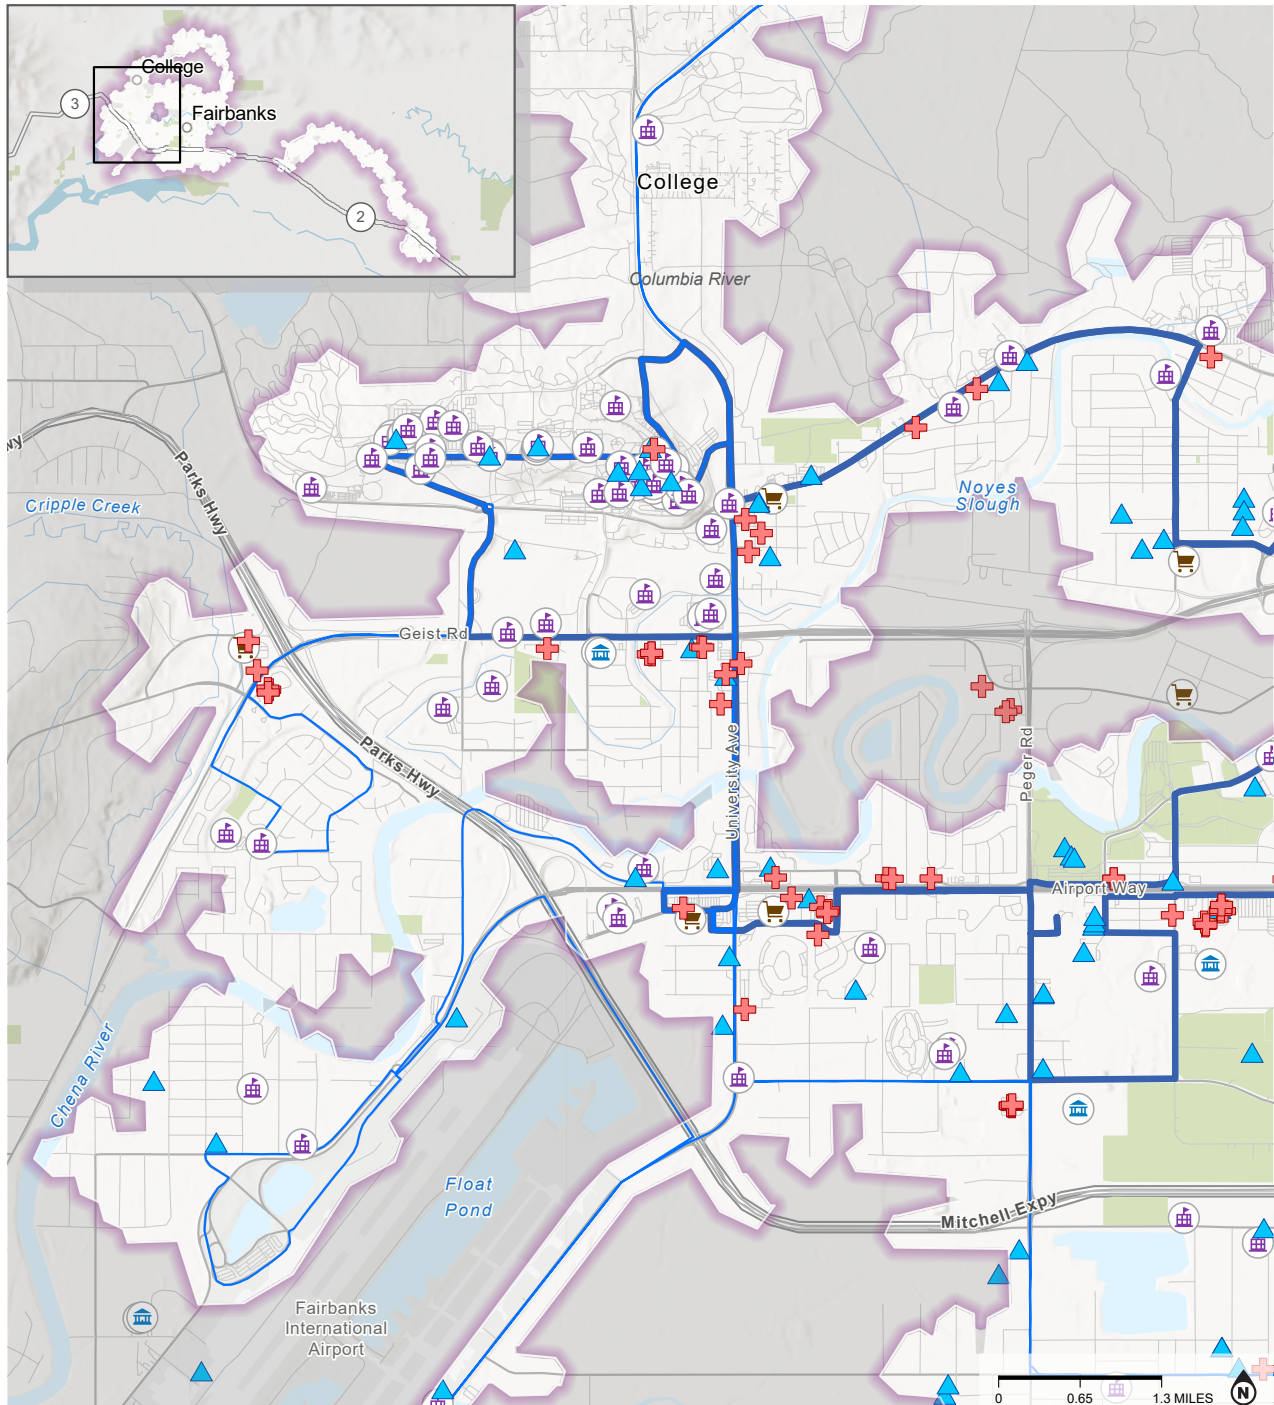 College
3
Fairbanks
2
College
Columbia River
Parks Hwy
Cripple Creek
Noyes
Slough
Geist Rd
Parks Hwy
University Ave
Peger Rd
Airport Way
Chena River
Float
Pond
Mitchell Expy
Fairbanks
International
Airport
0 0.65 1.3 MILES
N